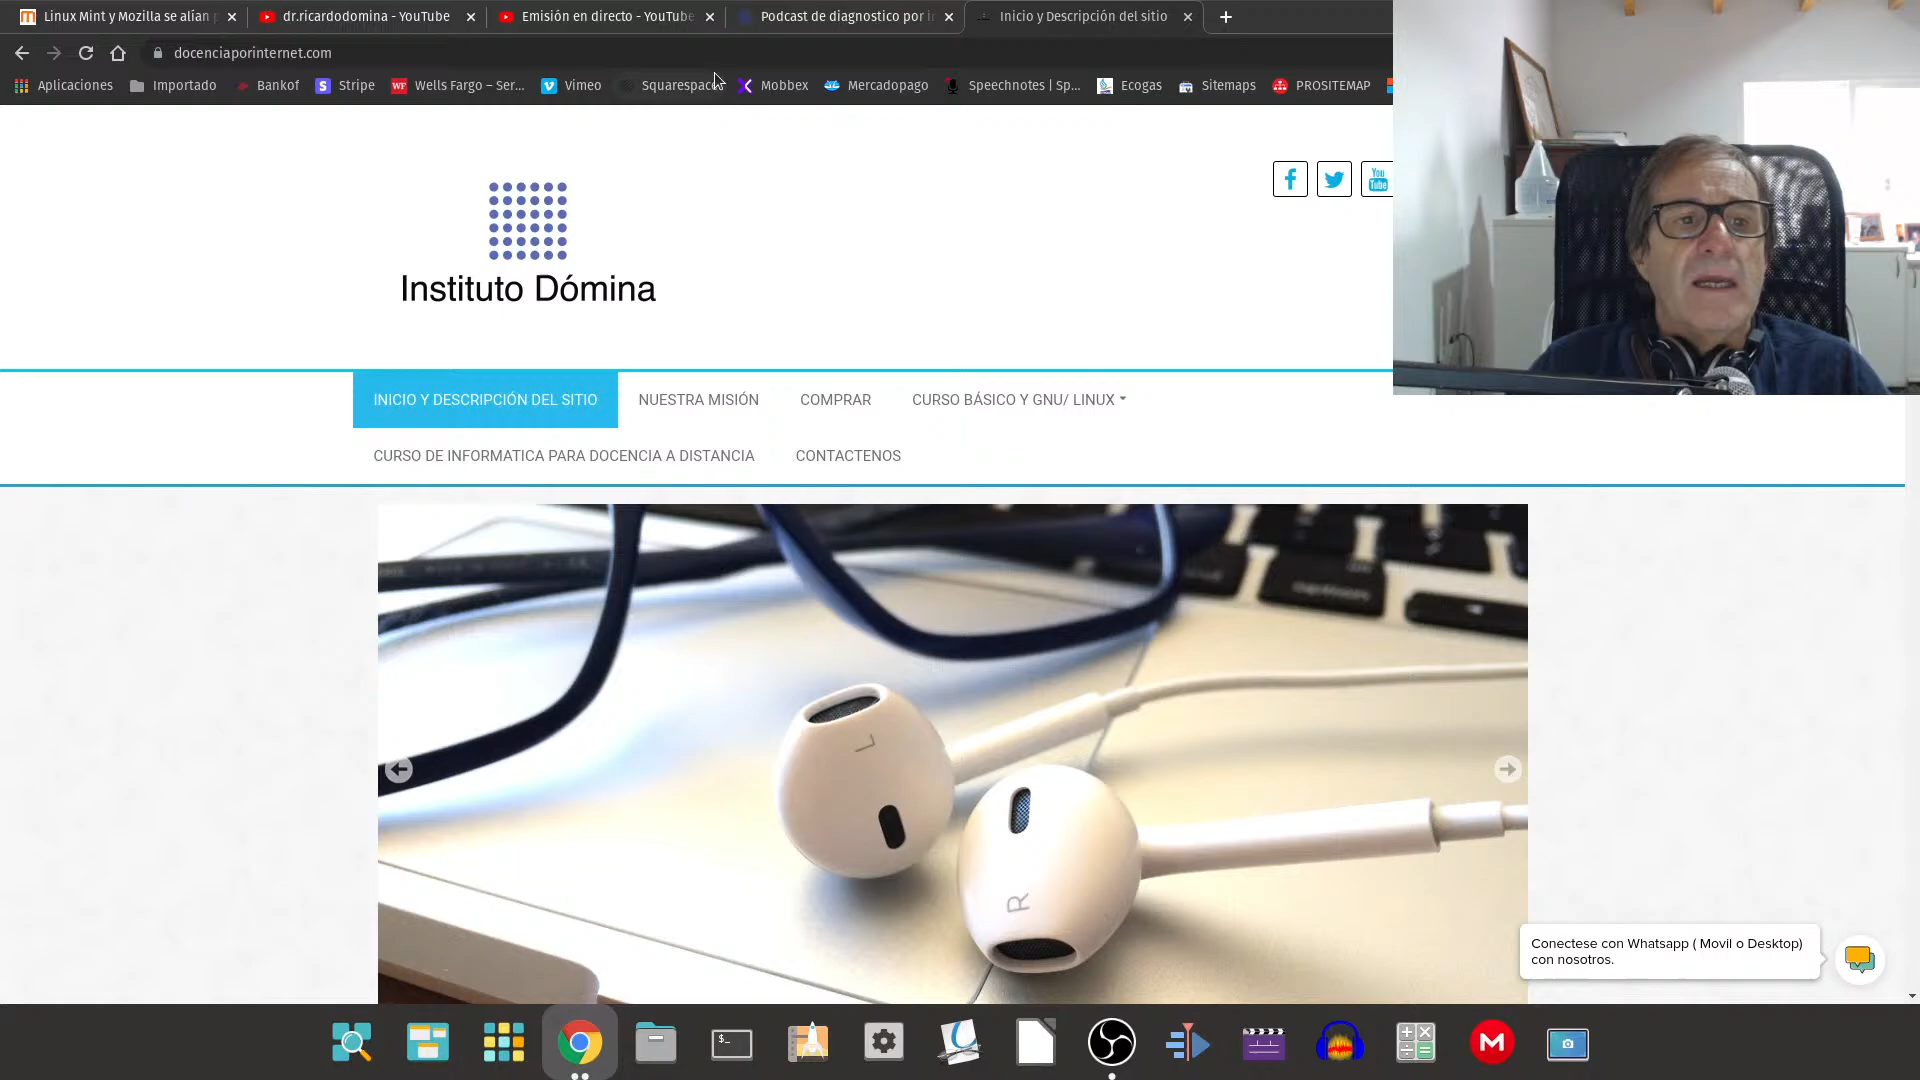 Linux Mint y Mozilla se alían
dr.ricardodomina - YouTube
Emisión en directo - YouTube
Podcast de diagnostico por
Inicio y Descripción del sitio
docenciaporinternet.com
Aplicaciones
Importado
Bankof
Stripe
Wells Fargo – Ser...
Vimeo
Squarespace
Mobbex
Mercadopago
Speechnotes | Sp...
Ecogas
Sitemaps
PROSITEMAP
You
Tube
Instituto Dómina
INICIO Y DESCRIPCIÓN DEL SITIO
NUESTRA MISIÓN
COMPRAR
CURSO BÁSICO Y GNU/ LINUX
CURSO DE INFORMATICA PARA DOCENCIA A DISTANCIA
CONTACTENOS
L
R
Conectese con Whatsapp ( Movil o Desktop)
con nosotros.